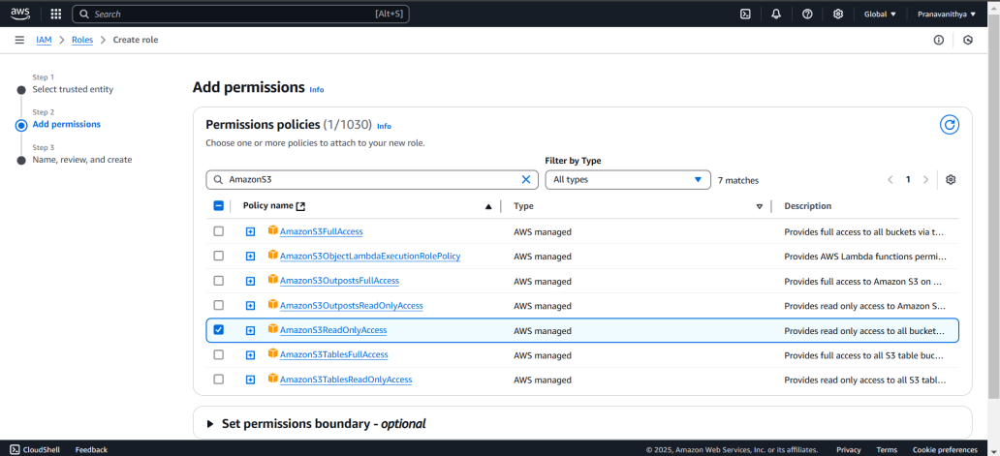 aws
Search [Alt+S] Global ▼ Pranavanithya ▼
IAM > Roles > Create role
Step 1
Select trusted entity
Step 2
Add permissions
Step 3
Name, review, and create
Add permissions Info
Permissions policies (1/1030) Info
Choose one or more policies to attach to your new role.
Filter by Type
AmazonS3 All types 7 matches 1
Policy name Type Description
AmazonS3FullAccess AWS managed Provides full access to all buckets via t...
AmazonS3ObjectLambdaExecutionRolePolicy AWS managed Provides AWS Lambda functions permi...
AmazonS3OutpostsFullAccess AWS managed Provides full access to Amazon S3 on ...
AmazonS3OutpostsReadOnlyAccess AWS managed Provides read only access to Amazon S...
AmazonS3ReadOnlyAccess AWS managed Provides read only access to all bucket...
AmazonS3TablesFullAccess AWS managed Provides full access to all S3 table buc...
AmazonS3TablesReadOnlyAccess AWS managed Provides read only access to all S3 tabl...
Set permissions boundary - optional
CloudShell Feedback © 2025, Amazon Web Services, Inc. or its affiliates. Privacy Terms Cookie preferences